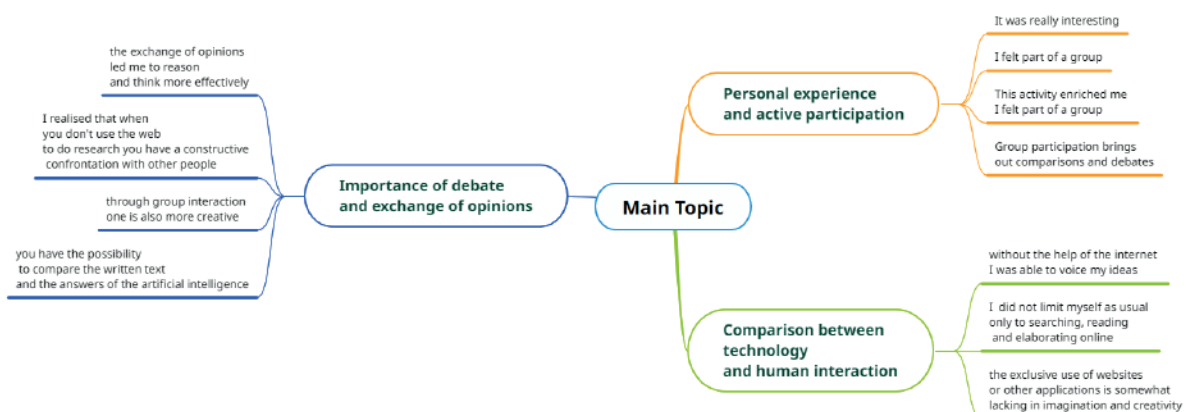 the exchange of opinions
led me to reason
and think more effectively
I realised that when
you don't use the web
to do research you have a constructive
confrontation with other people
through group interaction
one is also more creative
you have the possibility
to compare the written text
and the answers of the artificial intelligence
Importance of debate
and exchange of opinions
Main Topic
Personal experience
and active participation
It was really interesting
I felt part of a group
This activity enriched me
I felt part of a group
Group participation brings
out comparisons and debates
Comparison between
technology
and human interaction
without the help of the internet
I was able to voice my ideas
I did not limit myself as usual
only to searching, reading
and elaborating online
the exclusive use of websites
or other applications is somewhat
lacking in imagination and creativity